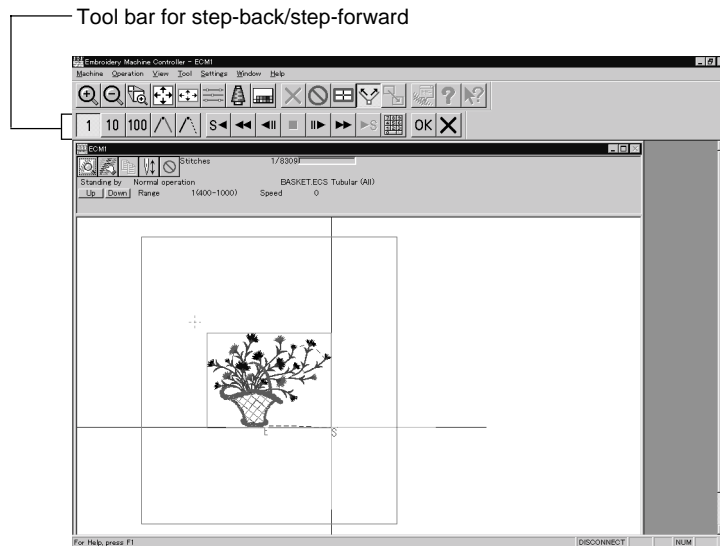 Tool bar for step-back/step-forward
Embroidery Machine Controller - ECM1
Machine Operation View Tool Settings Window Help
1 10 100 S OK
ECM1
Stitches 1/8309
Standing by Normal operation BASKET.ECS Tubular (All)
Up Down Range 1(400-1000) Speed 0
E S
For Help, press F1 DISCONNECT NUM